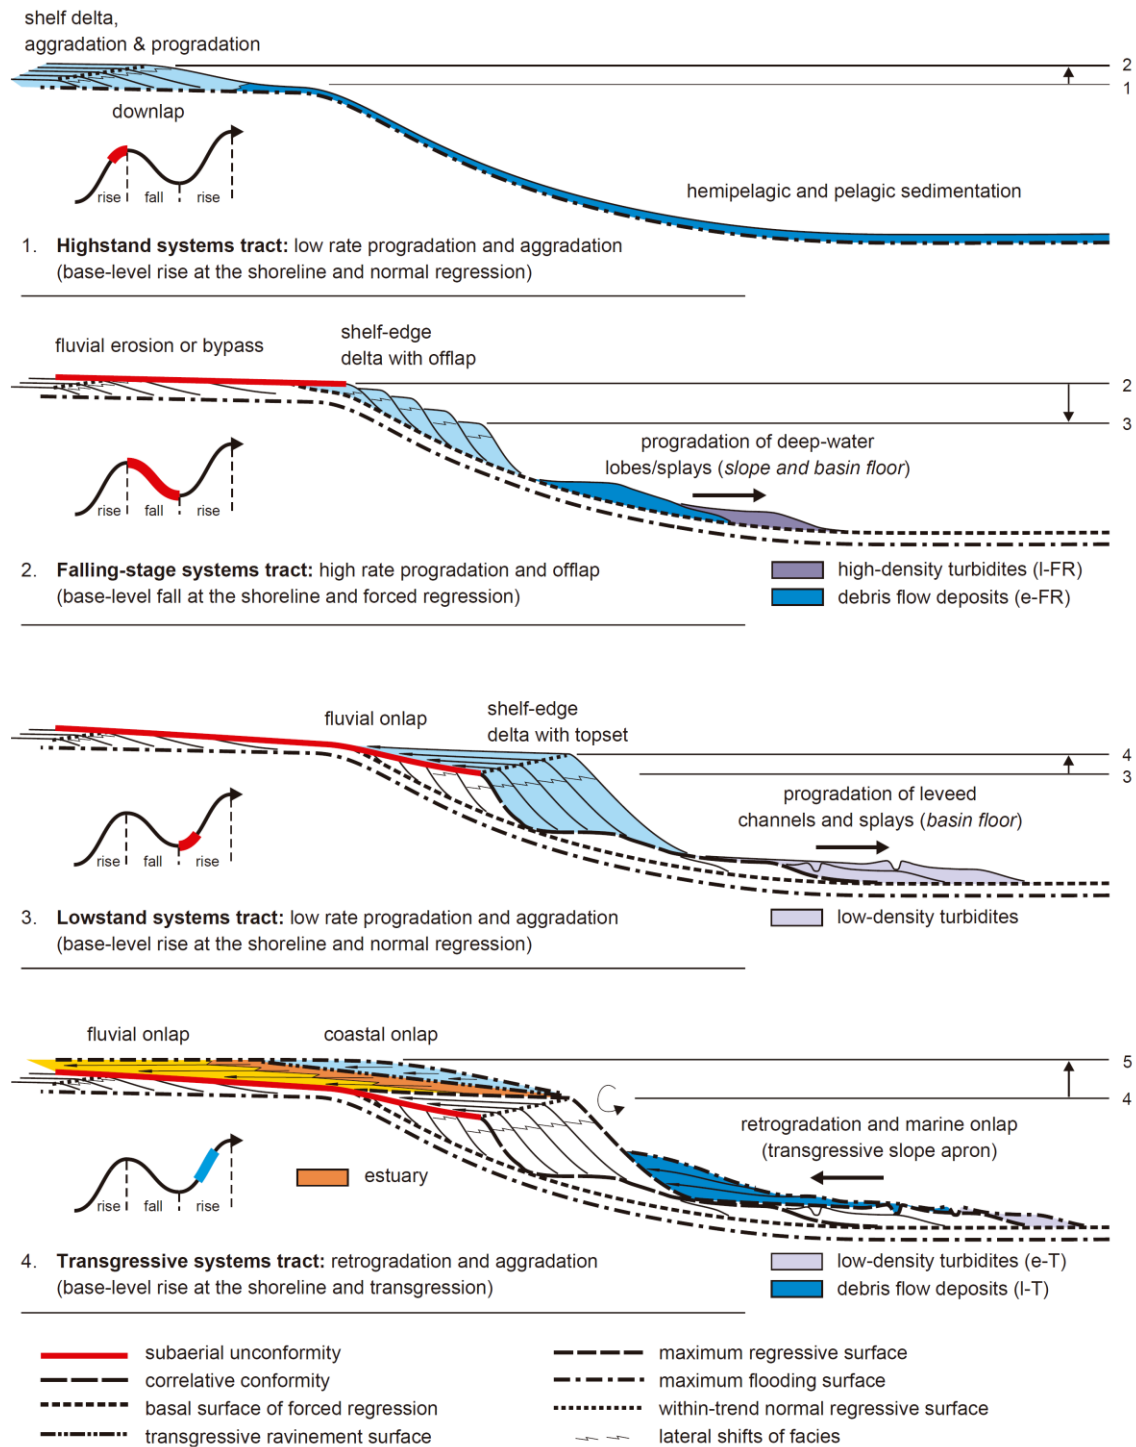 shelf delta,
aggradation & progradation
2
1
downlap
rise fall rise
hemipelagic and pelagic sedimentation
1. Highstand systems tract: low rate progradation and aggradation
(base-level rise at the shoreline and normal regression)
fluvial erosion or bypass
shelf-edge
delta with offlap
2
3
progradation of deep-water
lobes/splays (slope and basin floor)
rise fall rise
2. Falling-stage systems tract: high rate progradation and offlap
(base-level fall at the shoreline and forced regression)
high-density turbidites (l-FR)
debris flow deposits (e-FR)
fluvial onlap
shelf-edge
delta with topset
4
3
progradation of leveed
channels and splays (basin floor)
rise fall rise
3. Lowstand systems tract: low rate progradation and aggradation
(base-level rise at the shoreline and normal regression)
low-density turbidites
fluvial onlap
coastal onlap
5
4
retrogradation and marine onlap
(transgressive slope apron)
rise fall rise
estuary
4. Transgressive systems tract: retrogradation and aggradation
(base-level rise at the shoreline and transgression)
low-density turbidites (e-T)
debris flow deposits (l-T)
subaerial unconformity
correlative conformity
basal surface of forced regression
transgressive ravinement surface
maximum regressive surface
maximum flooding surface
within-trend normal regressive surface
lateral shifts of facies